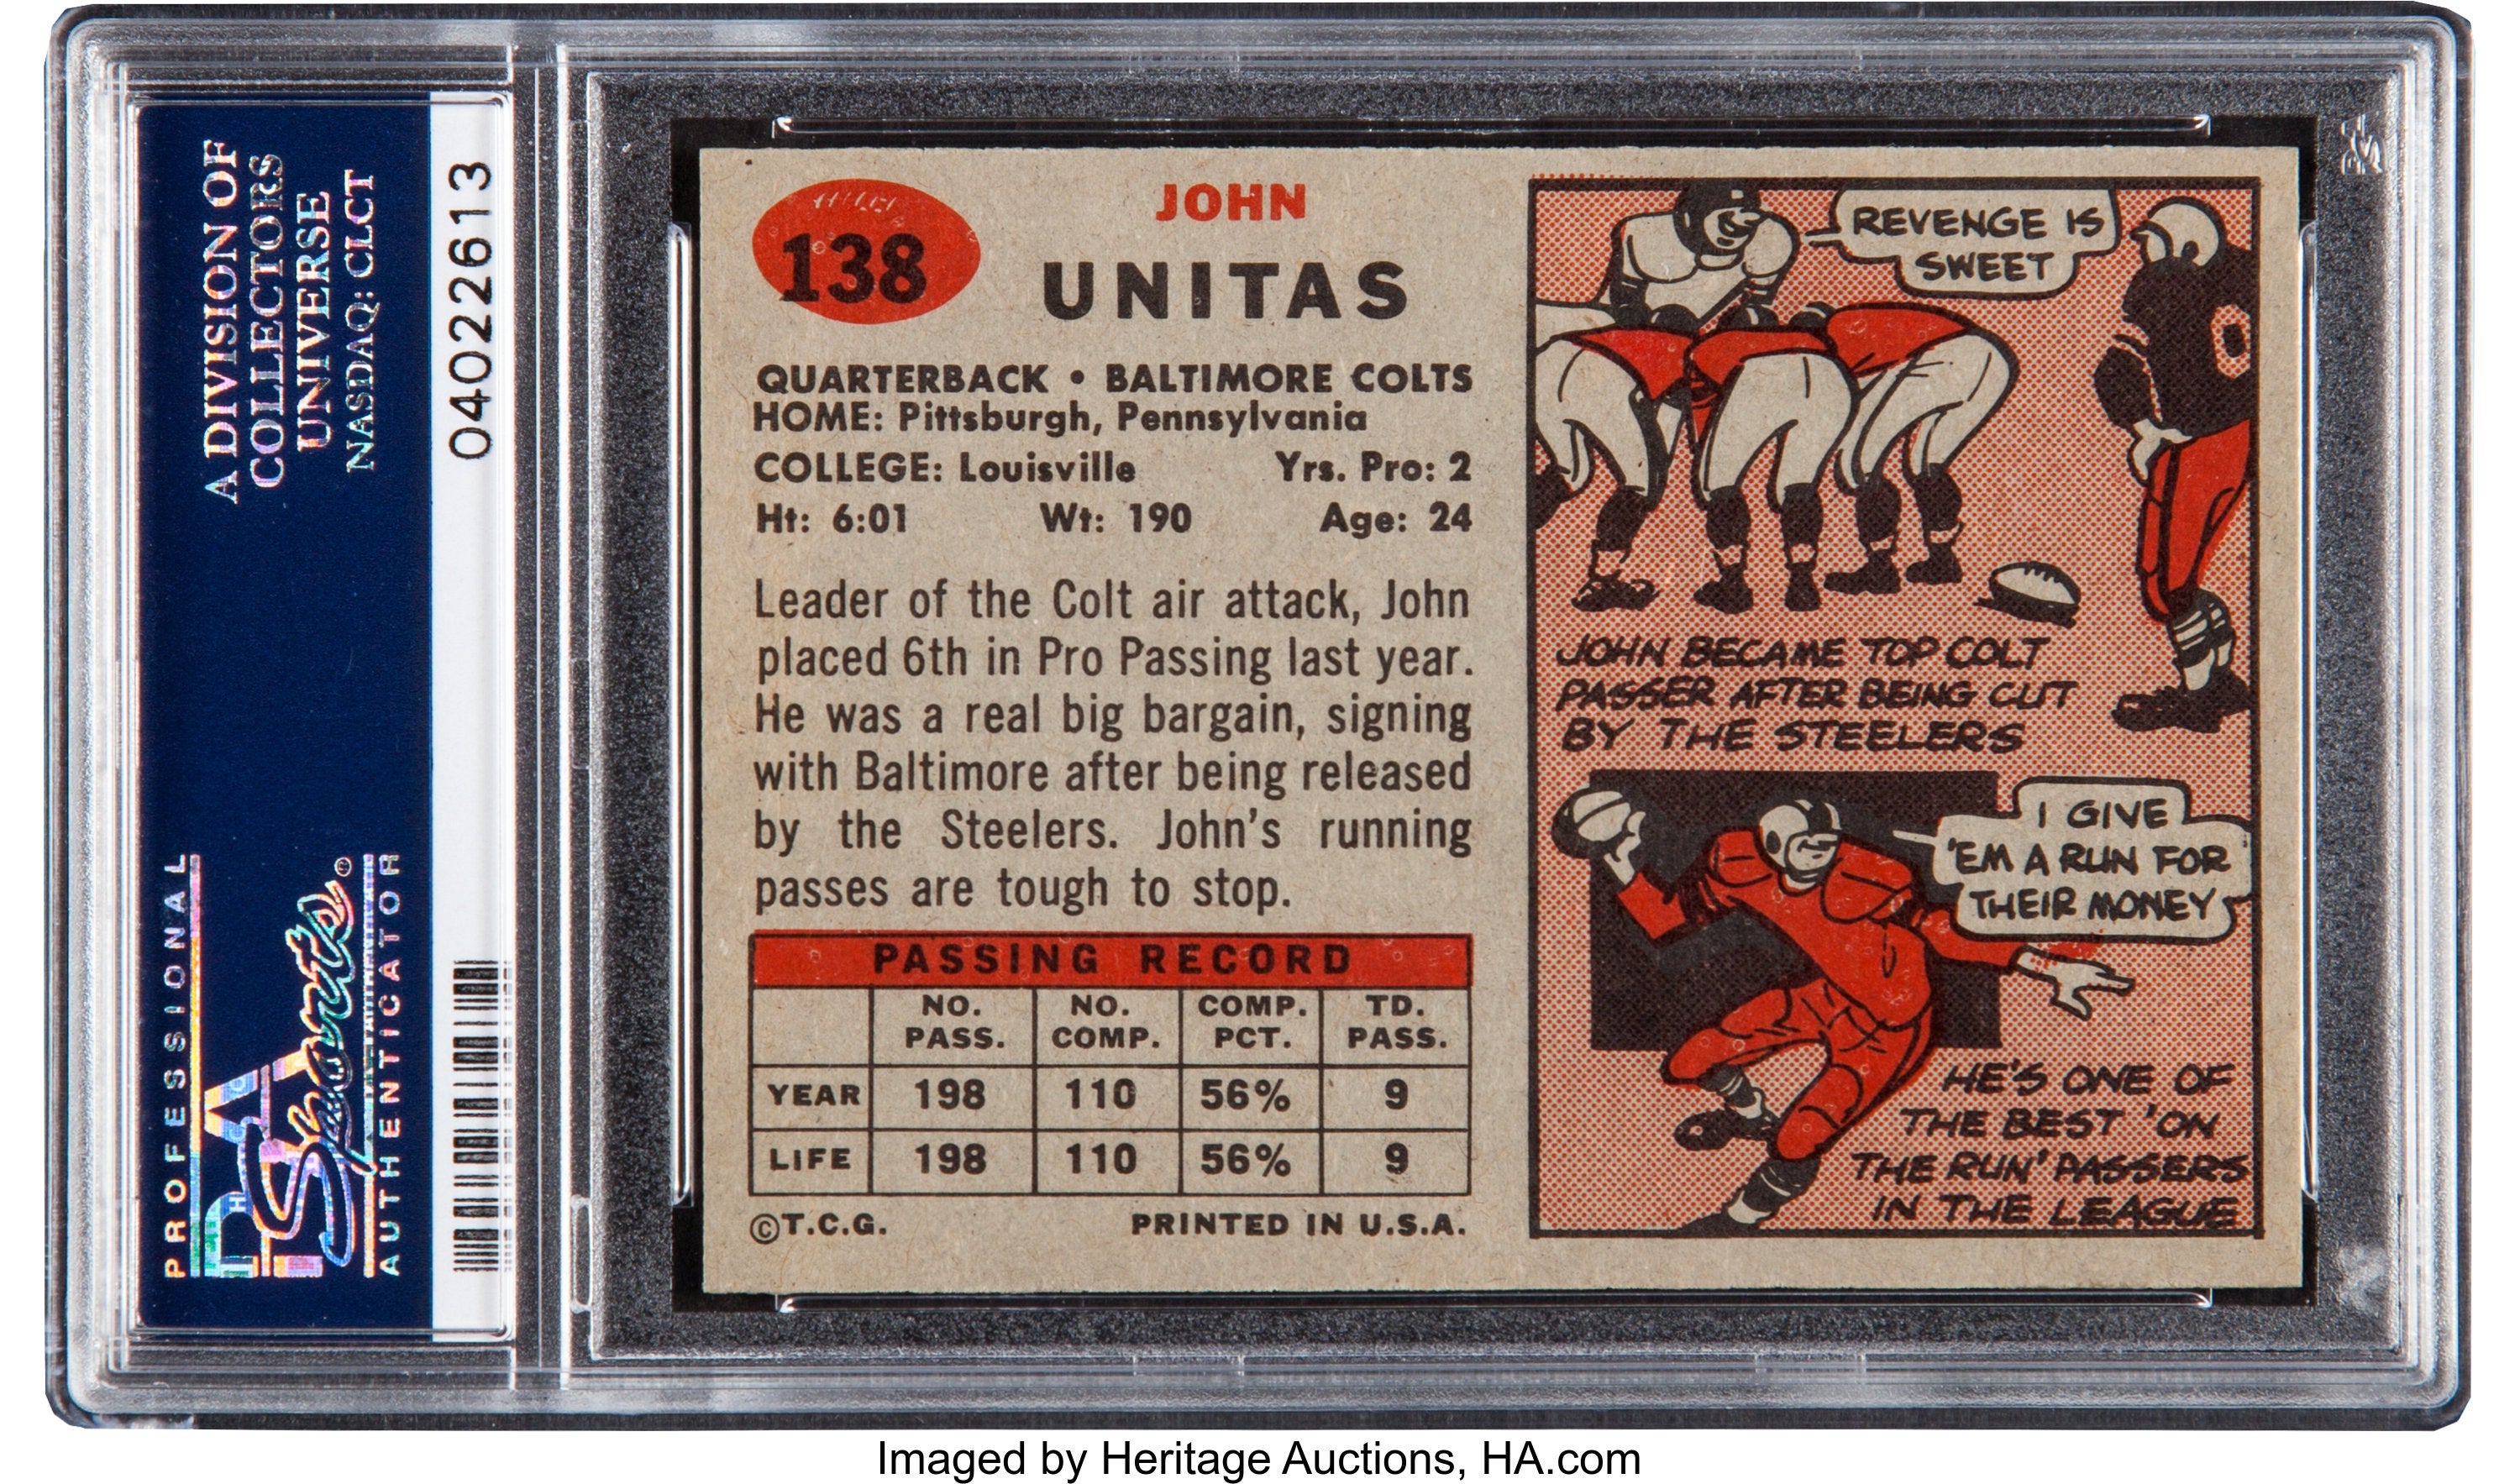 A DIVISION OF
COLLECTORS
UNIVERSE
NASDAQ: CLCT
04022613
PROFESSIONAL
PSA
Sports
AUTHENTICATOR
138
JOHN
UNITAS
QUARTERBACK • BALTIMORE COLTS
HOME: Pittsburgh, Pennsylvania
COLLEGE: Louisville Yrs. Pro: 2
Ht: 6:01 Wt: 190 Age: 24
Leader of the Colt air attack, John
placed 6th in Pro Passing last year.
He was a real big bargain, signing
with Baltimore after being released
by the Steelers. John's running
passes are tough to stop.
PASSING RECORD
NO. PASS. NO. COMP. COMP. PCT. TD. PASS.
YEAR 198 110 56% 9
LIFE 198 110 56% 9
©T.C.G. PRINTED IN U.S.A.
REVENGE IS
SWEET
JOHN BECAME TOP COLT
PASSER AFTER BEING CUT
BY THE STEELERS
I GIVE
'EM A RUN FOR
THEIR MONEY
HE'S ONE OF
THE BEST 'ON
THE RUN' PASSERS
IN THE LEAGUE
Imaged by Heritage Auctions, HA.com